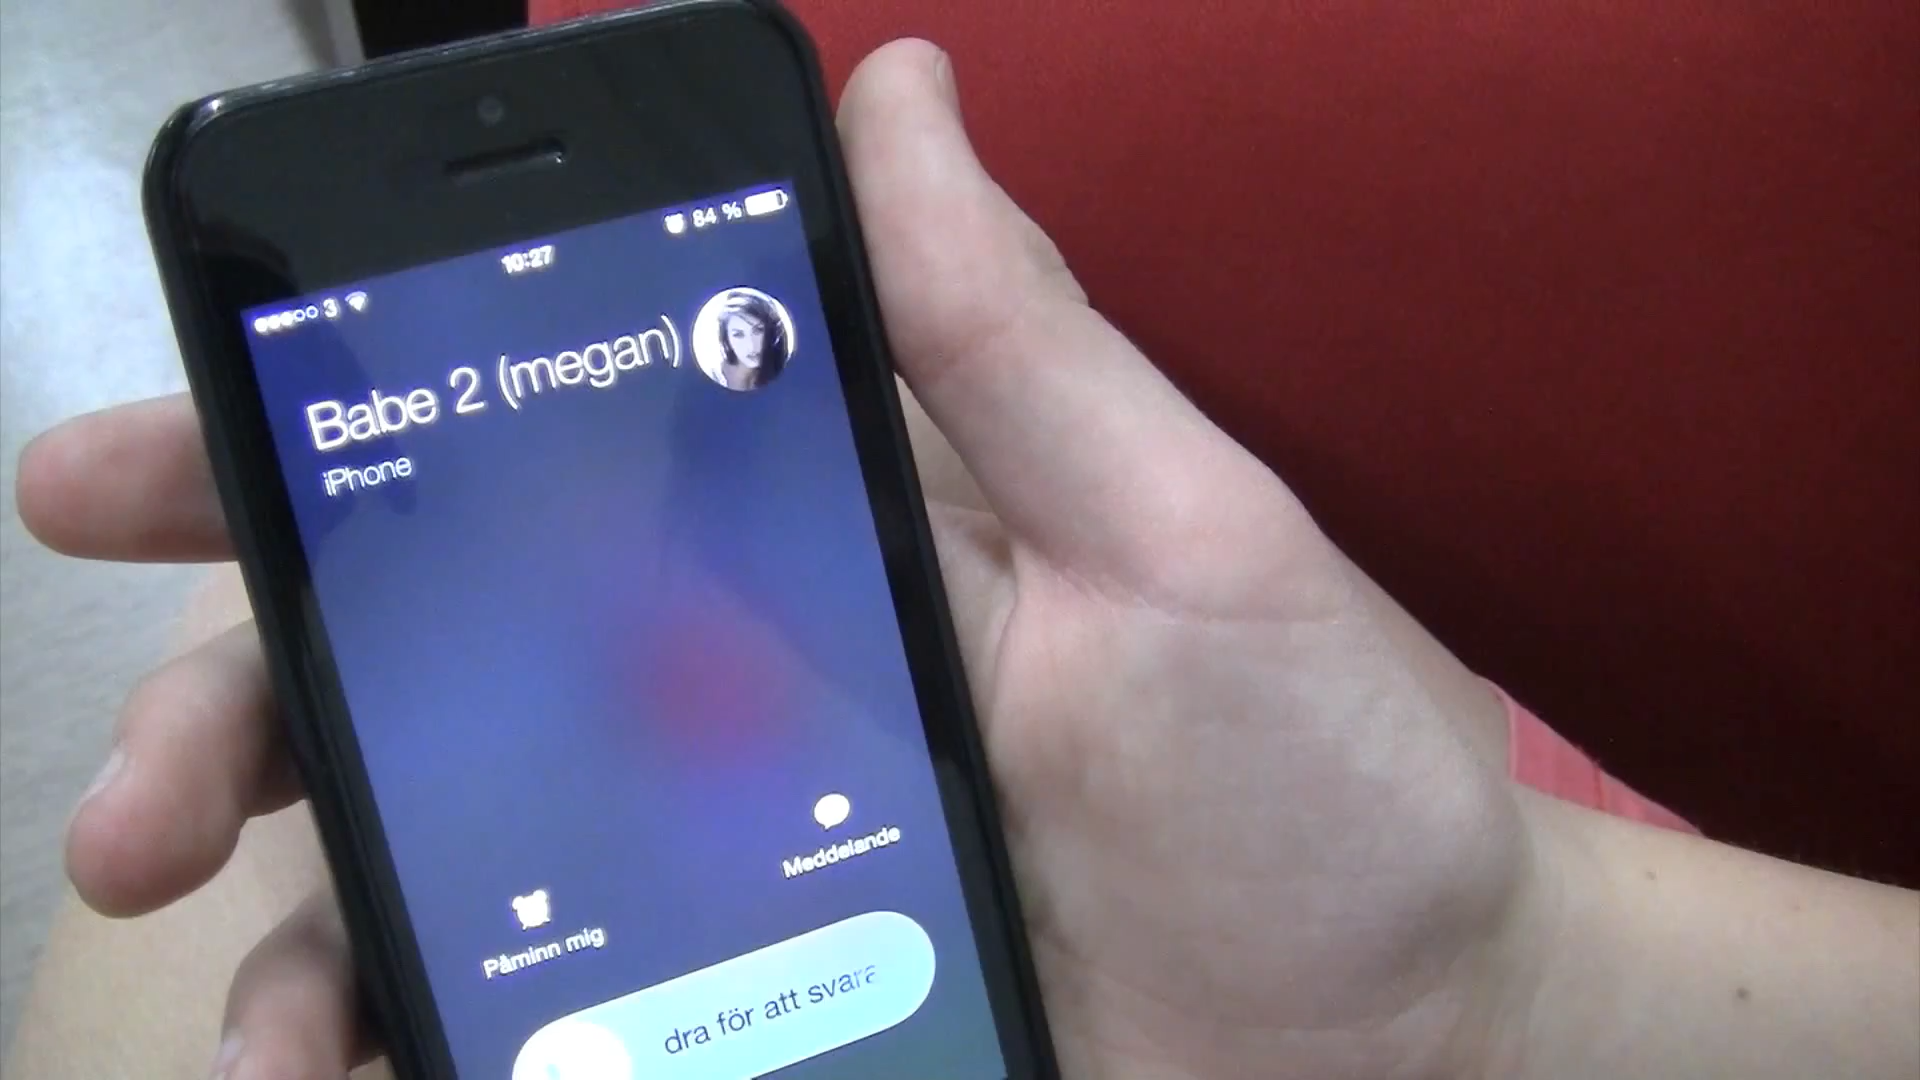 3 10:27 84 %
Babe 2 (megan)
iPhone
Meddelande
Påminn mig
dra för att svara